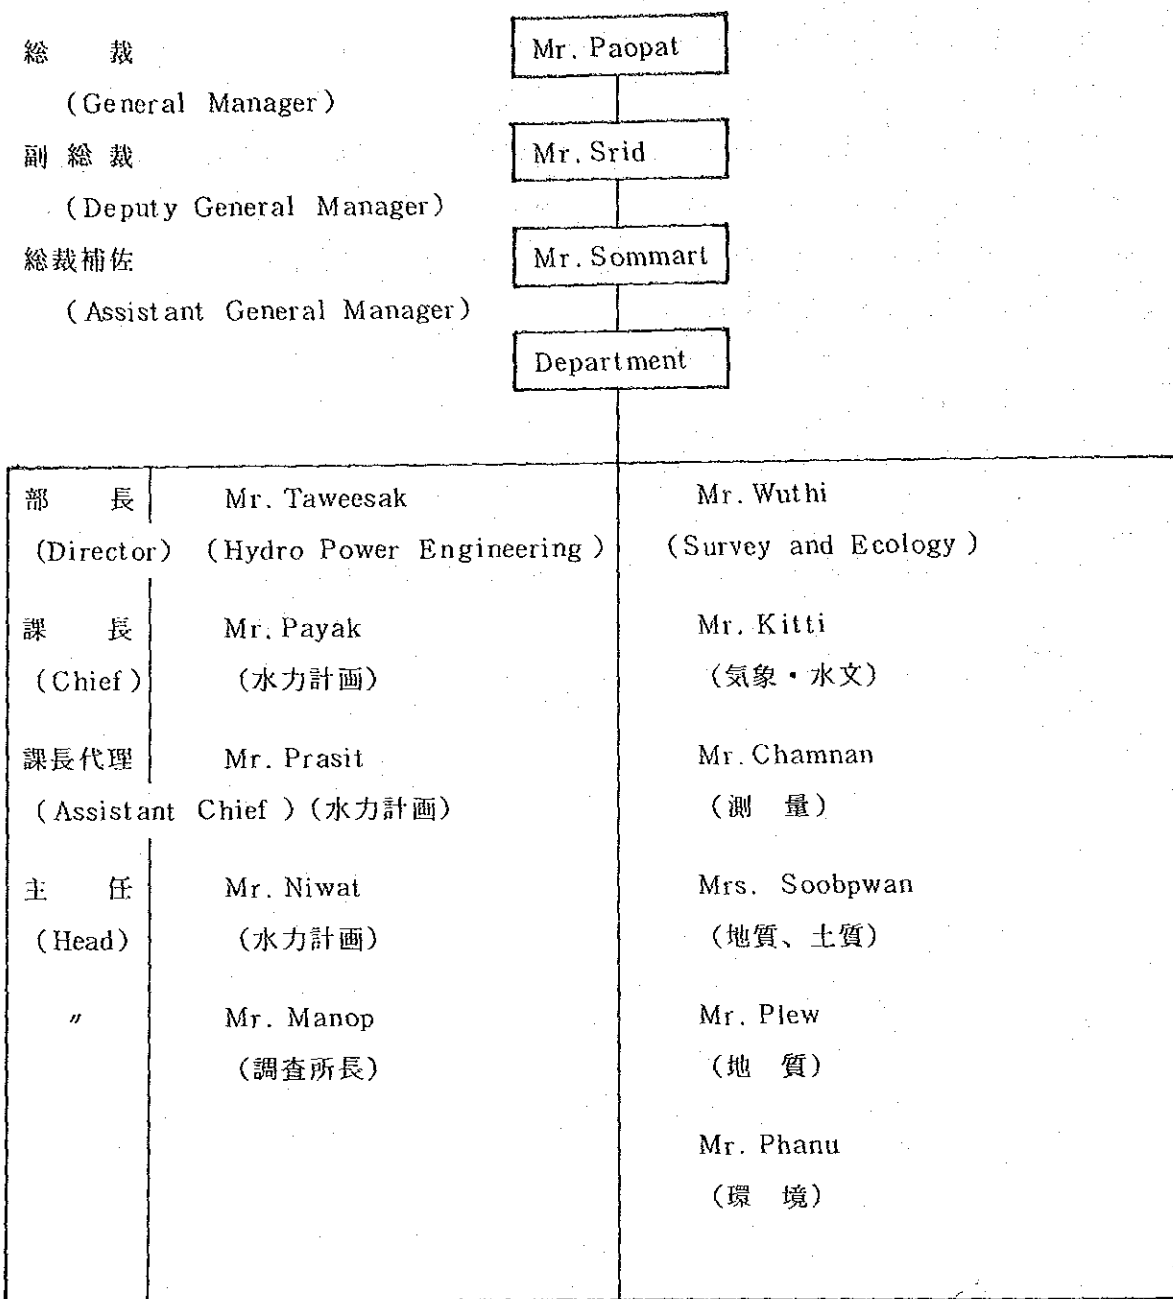 総　裁　Mr. Paopat
(General Manager)
副総裁　Mr. Srid
(Deputy General Manager)
総裁補佐　Mr. Sommart
(Assistant General Manager)
Department
部　長　Mr. Taweesak　Mr. Wuthi
(Director)　(Hydro Power Engineering)　(Survey and Ecology)
課　長　Mr. Payak　Mr. Kitti
(Chief)　(水力計画)　(気象・水文)
課長代理　Mr. Prasit　Mr. Chamnan
(Assistant Chief)　(水力計画)　(測　量)
主　任　Mr. Niwat　Mrs. Soobpwan
(Head)　(水力計画)　(地質、土質)
〃　Mr. Manop　Mr. Plew
(調査所長)　(地　質)
Mr. Phanu
(環　境)